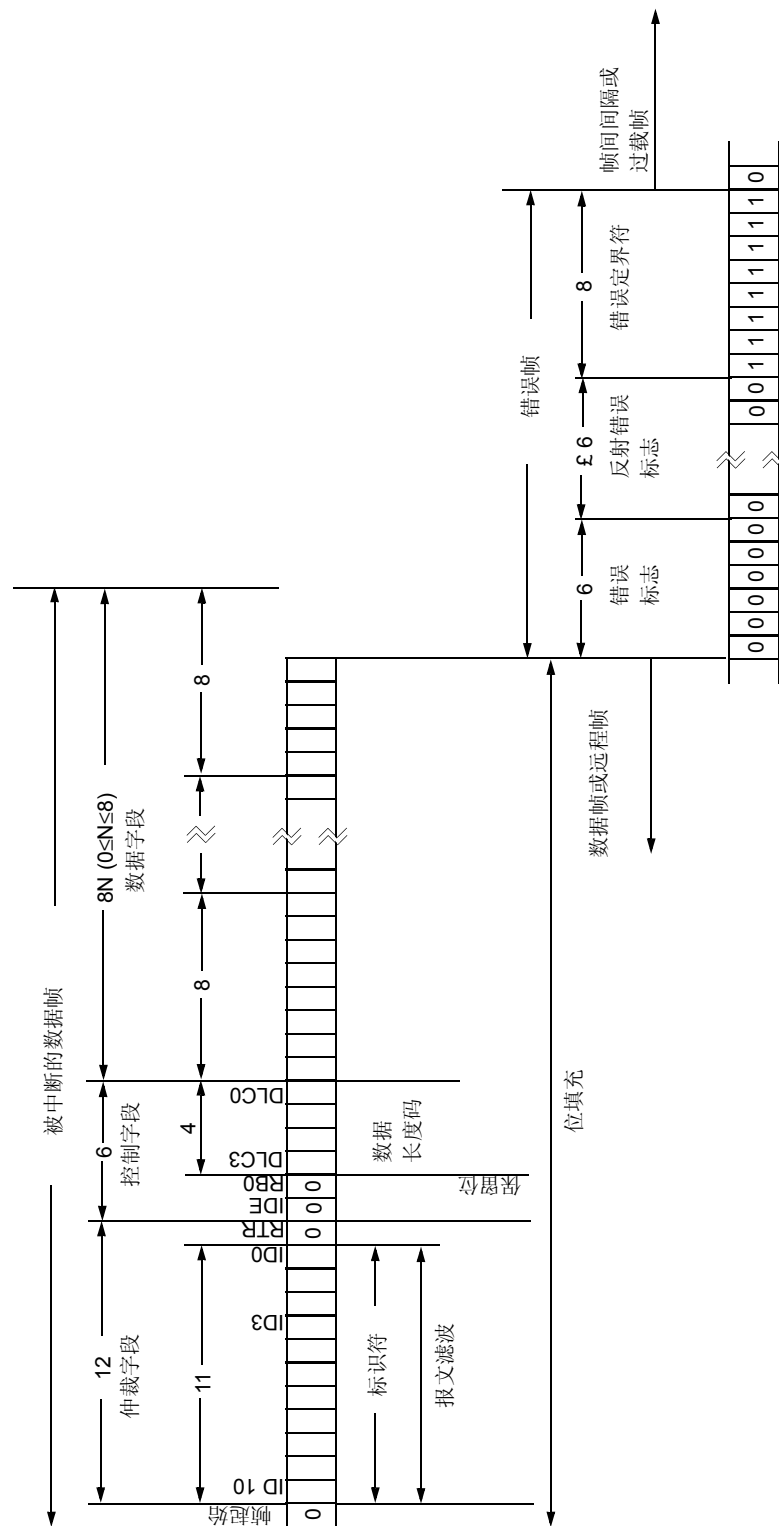 被中断的数据帧
12
仲裁字段
6
控制字段
8N (0≤N≤8)
数据字段
11
4
8
8
帧起始
ID 10
ID3
ID0
RTR
IDE
RB0
DLC3
DLC0
0
0
0
0
标识符
报文滤波
数据
长度码
保留位
位填充
数据帧或远程帧
错误帧
6
错误
标志
£ 6
反射错误
标志
8
错误定界符
帧间间隔或
过载帧
0 0 0 0 0 0 0 0 0 1 1 1 1 1 1 1 1 0